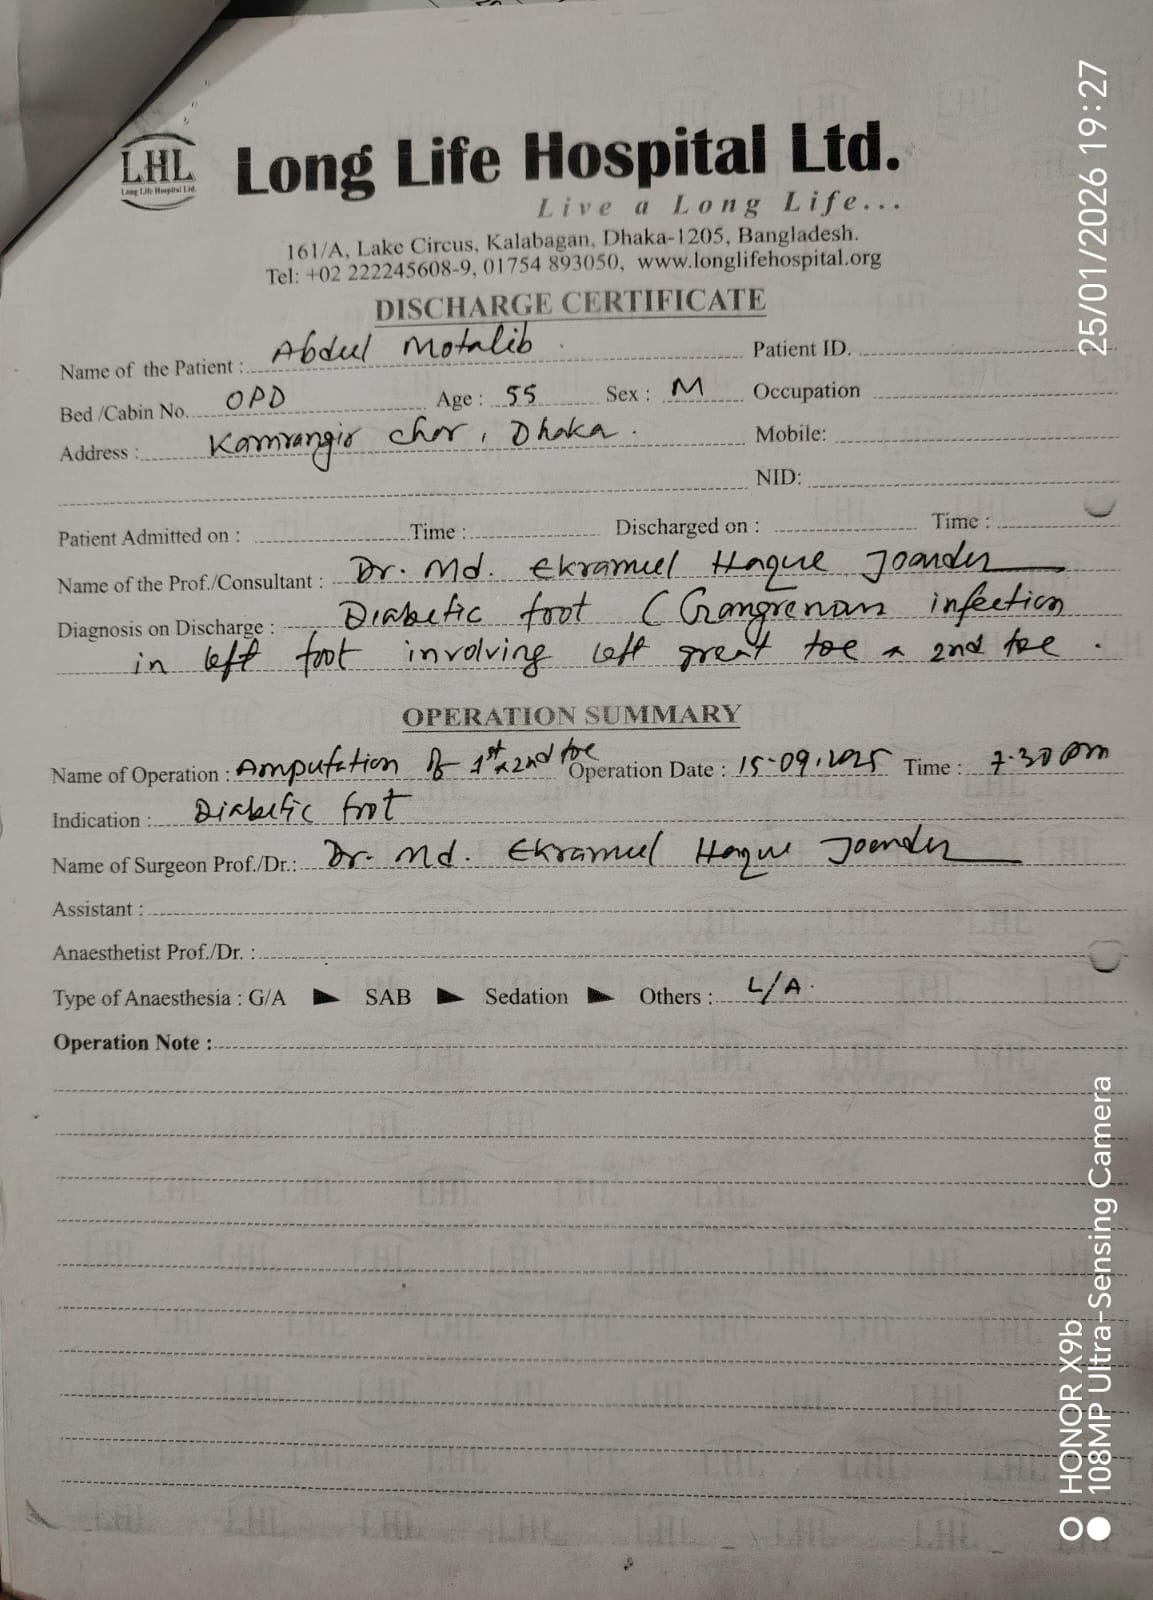 LHL
Long Life Hospital Ltd.
Long Life Hospital Ltd.
Live a Long Life...
161/A, Lake Circus, Kalabagan, Dhaka-1205, Bangladesh.
Tel: +02 222245608-9, 01754 893050, www.longlifehospital.org
DISCHARGE CERTIFICATE
Name of the Patient : Abdul Motalib Patient ID.
Bed /Cabin No. OPD Age : 55 Sex : M Occupation
Address : Kamrangir char, Dhaka. Mobile:
NID:
Patient Admitted on : Time : Discharged on : Time :
Name of the Prof./Consultant : Dr. Md. Ekramul Haque Joarder
Diagnosis on Discharge : Diabetic foot (Gangrenous infection
in left foot involving left great toe & 2nd toe.
OPERATION SUMMARY
Name of Operation : Amputation of 1st & 2nd toe Operation Date : 15-09.2025 Time : 7.30 pm
Indication : Diabetic foot
Name of Surgeon Prof./Dr.: Dr. Md. Ekramul Haque Joarder
Assistant :
Anaesthetist Prof./Dr. :
Type of Anaesthesia : G/A ► SAB ► Sedation ► Others : L/A.
Operation Note :
25/01/2026 19:27
HONOR X9b
108MP Ultra-Sensing Camera